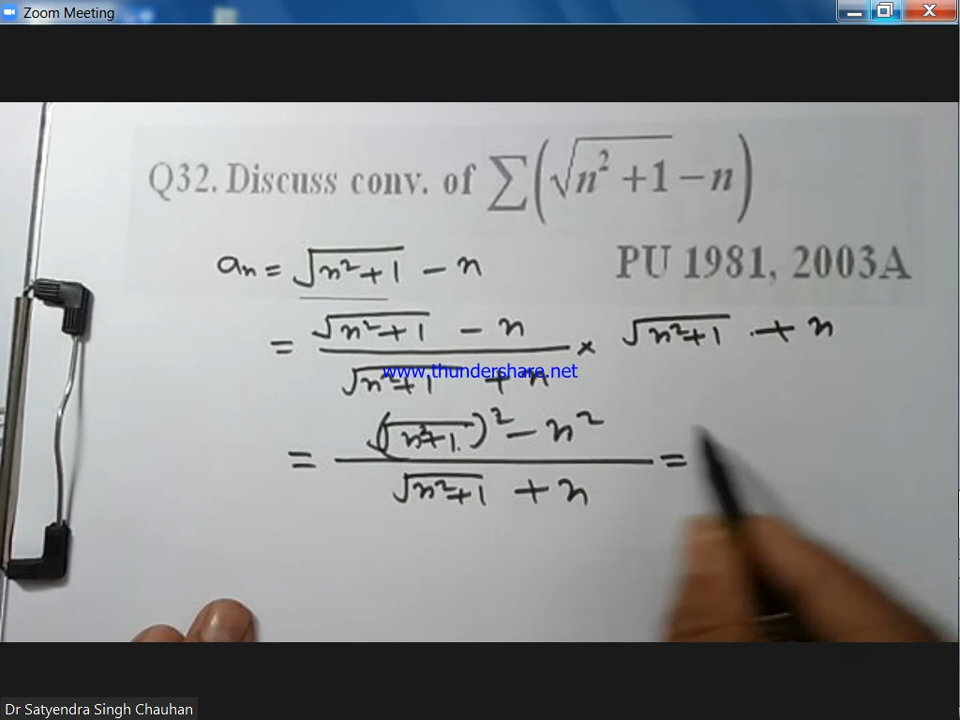 Zoom Meeting
Q32. Discuss conv. of ∑(√(n²+1) − n)
aₙ = √(n²+1) − n
PU 1981, 2003A
= (√(n²+1) − n) / (√(n²+1) + n) × √(n²+1) + n
www.thundershare.net
= ((√(n²+1))² − n²) / (√(n²+1) + n) =
Dr Satyendra Singh Chauhan